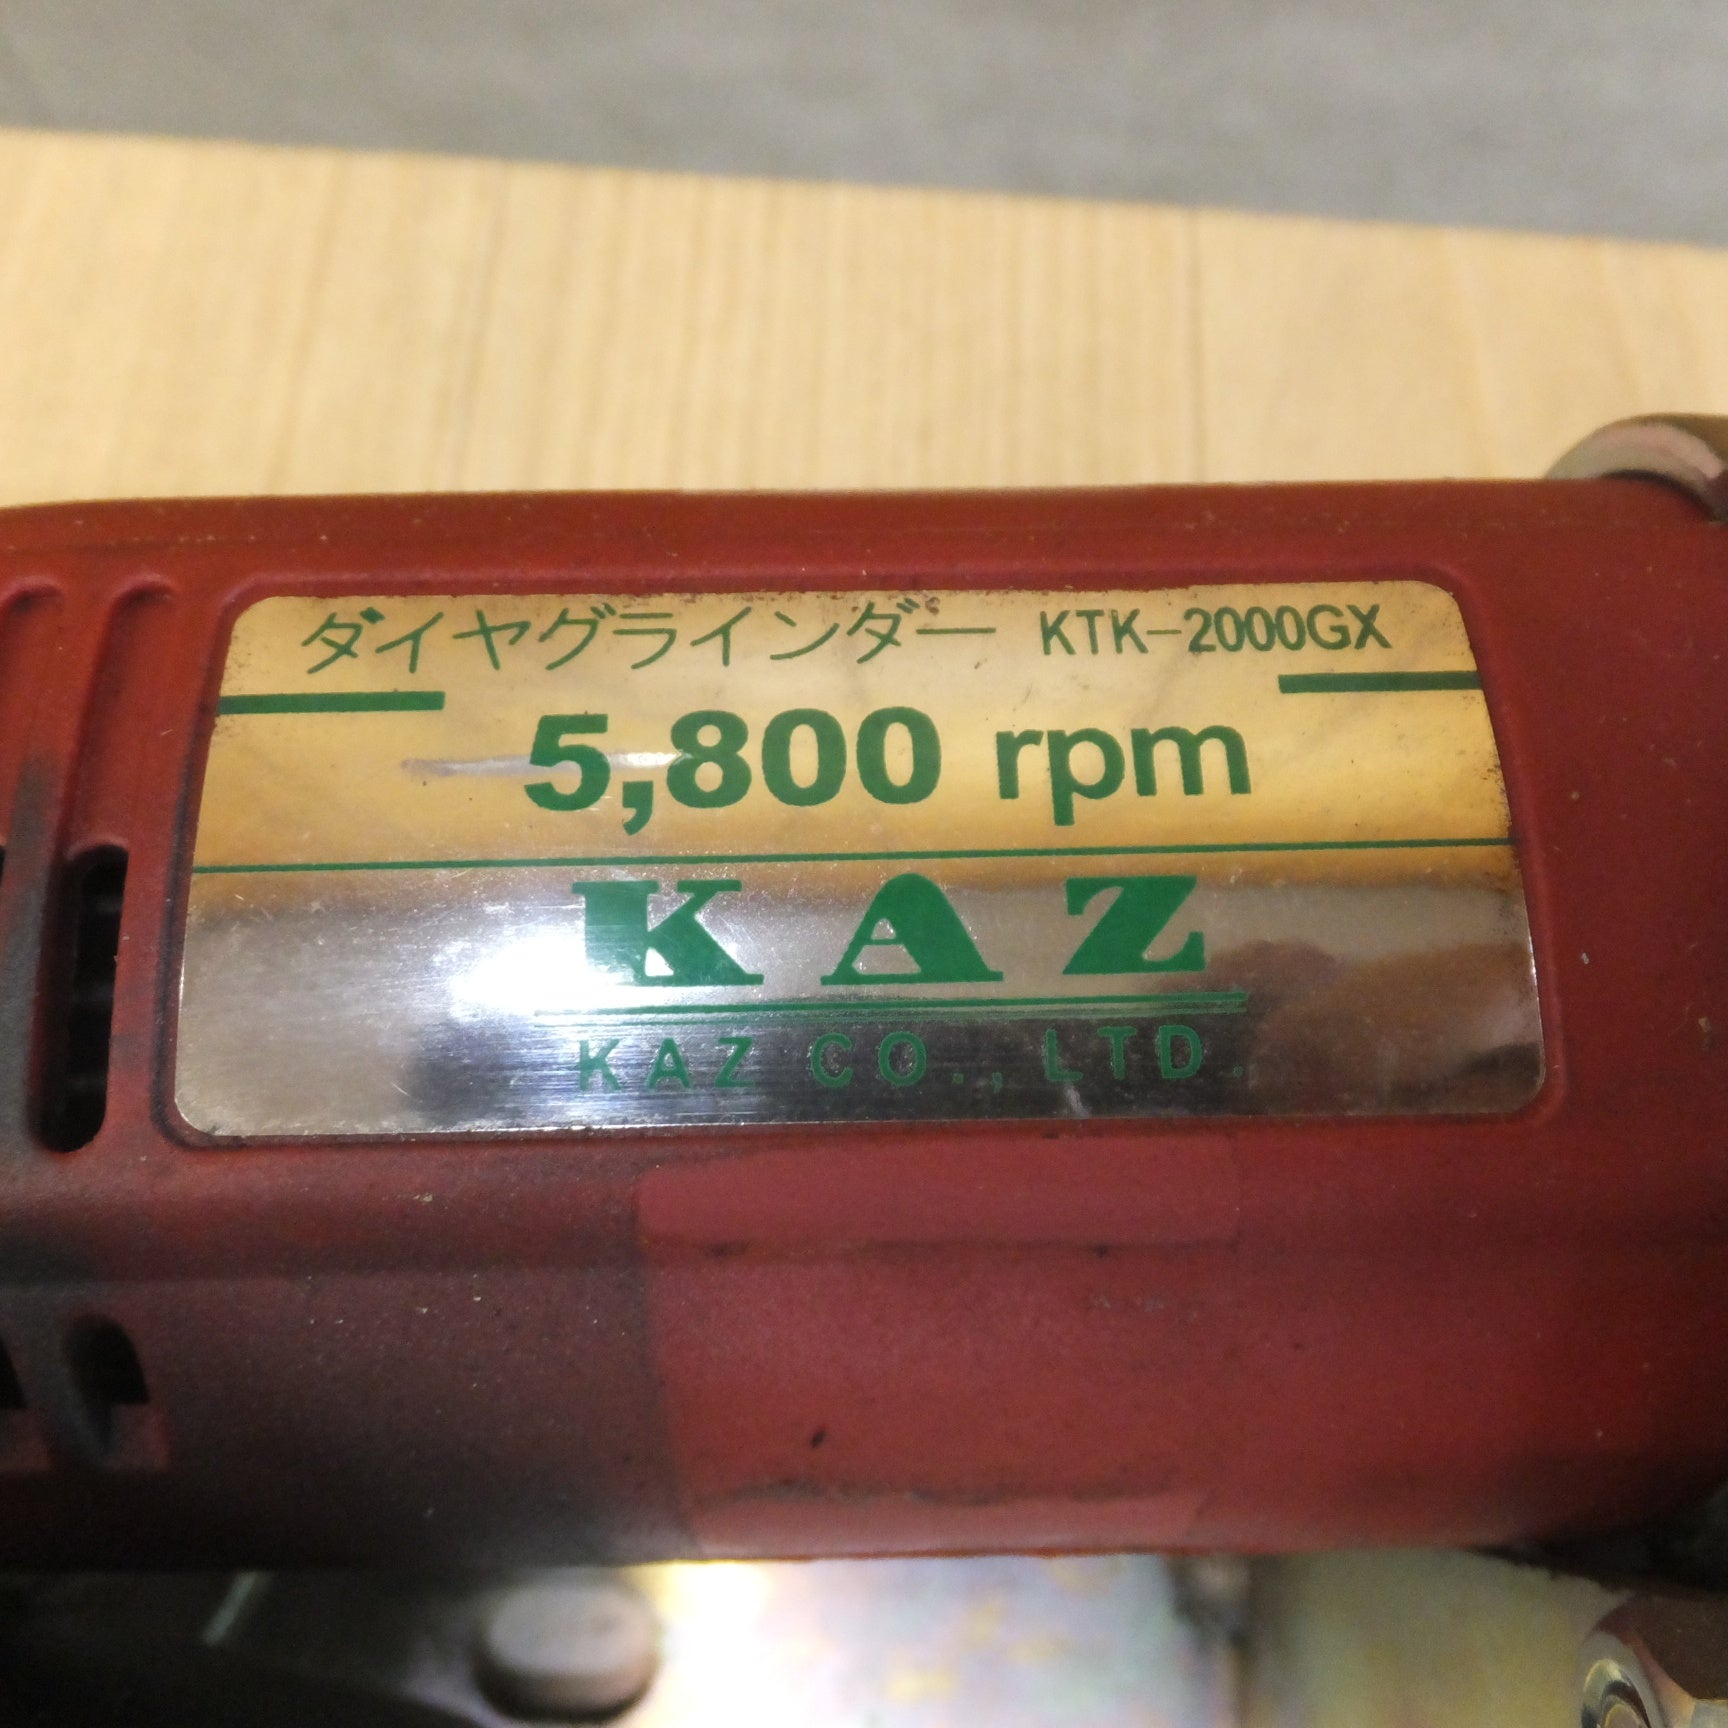 ダイヤグラインダー KTK-2000GX
5,800 rpm
KAZ
KAZ CO., LTD.